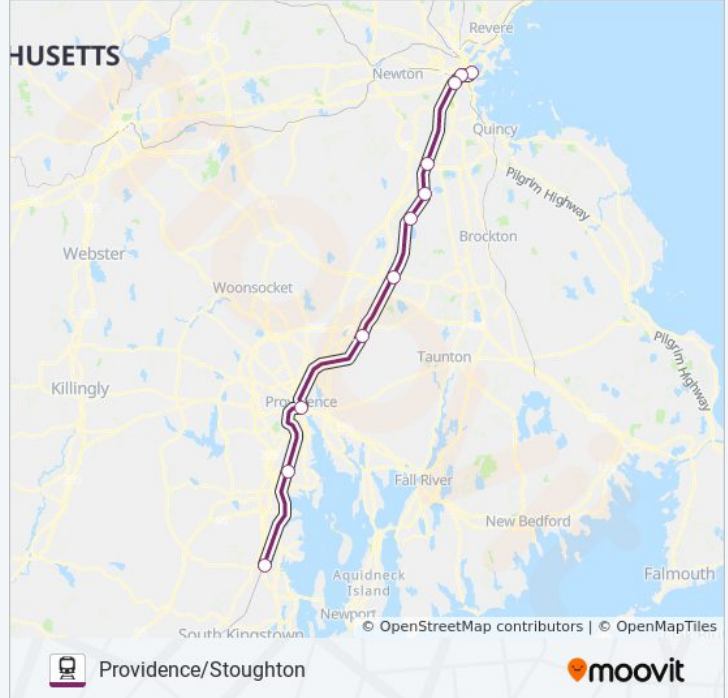 Revere
HUSETTS
Newton
Quincy
Pilgrim Highway
Brockton
Webster
Woonsocket
Pilgrim Highway
Taunton
Killingly
Providence
Fall River
New Bedford
Aquidneck
Island
Falmouth
Newport
South Kingstown
© OpenStreetMap contributors | © OpenMapTiles
Providence/Stoughton
moovit